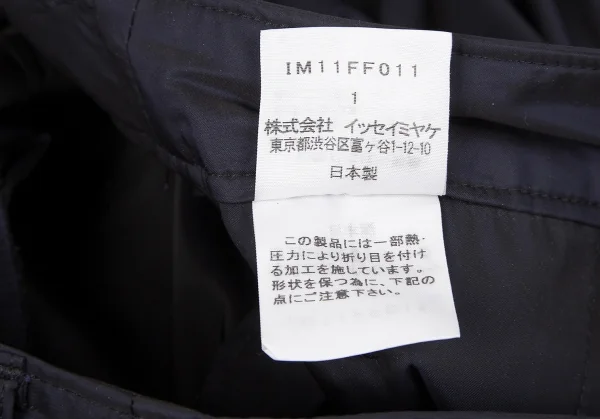 IM11FF011
1
株式会社 イッセイミヤケ
東京都渋谷区富ヶ谷1-12-10
日本製
この製品には一部熱・
圧力により折り目を付け
る加工を施しています。
形状を保つ為に、下記の
点にご注意下さい。